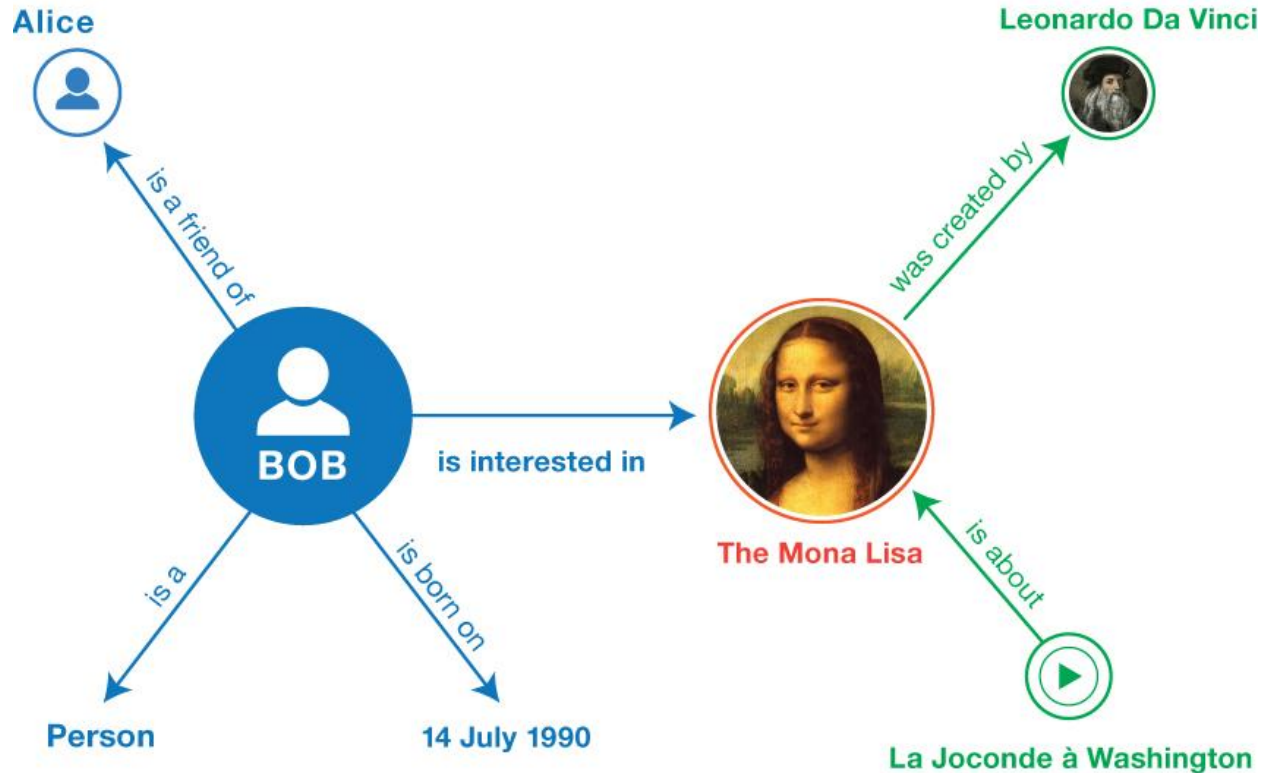 Alice
Leonardo Da Vinci
is a friend of
was created by
BOB
is interested in
The Mona Lisa
is a
is born on
is about
Person
14 July 1990
La Joconde à Washington